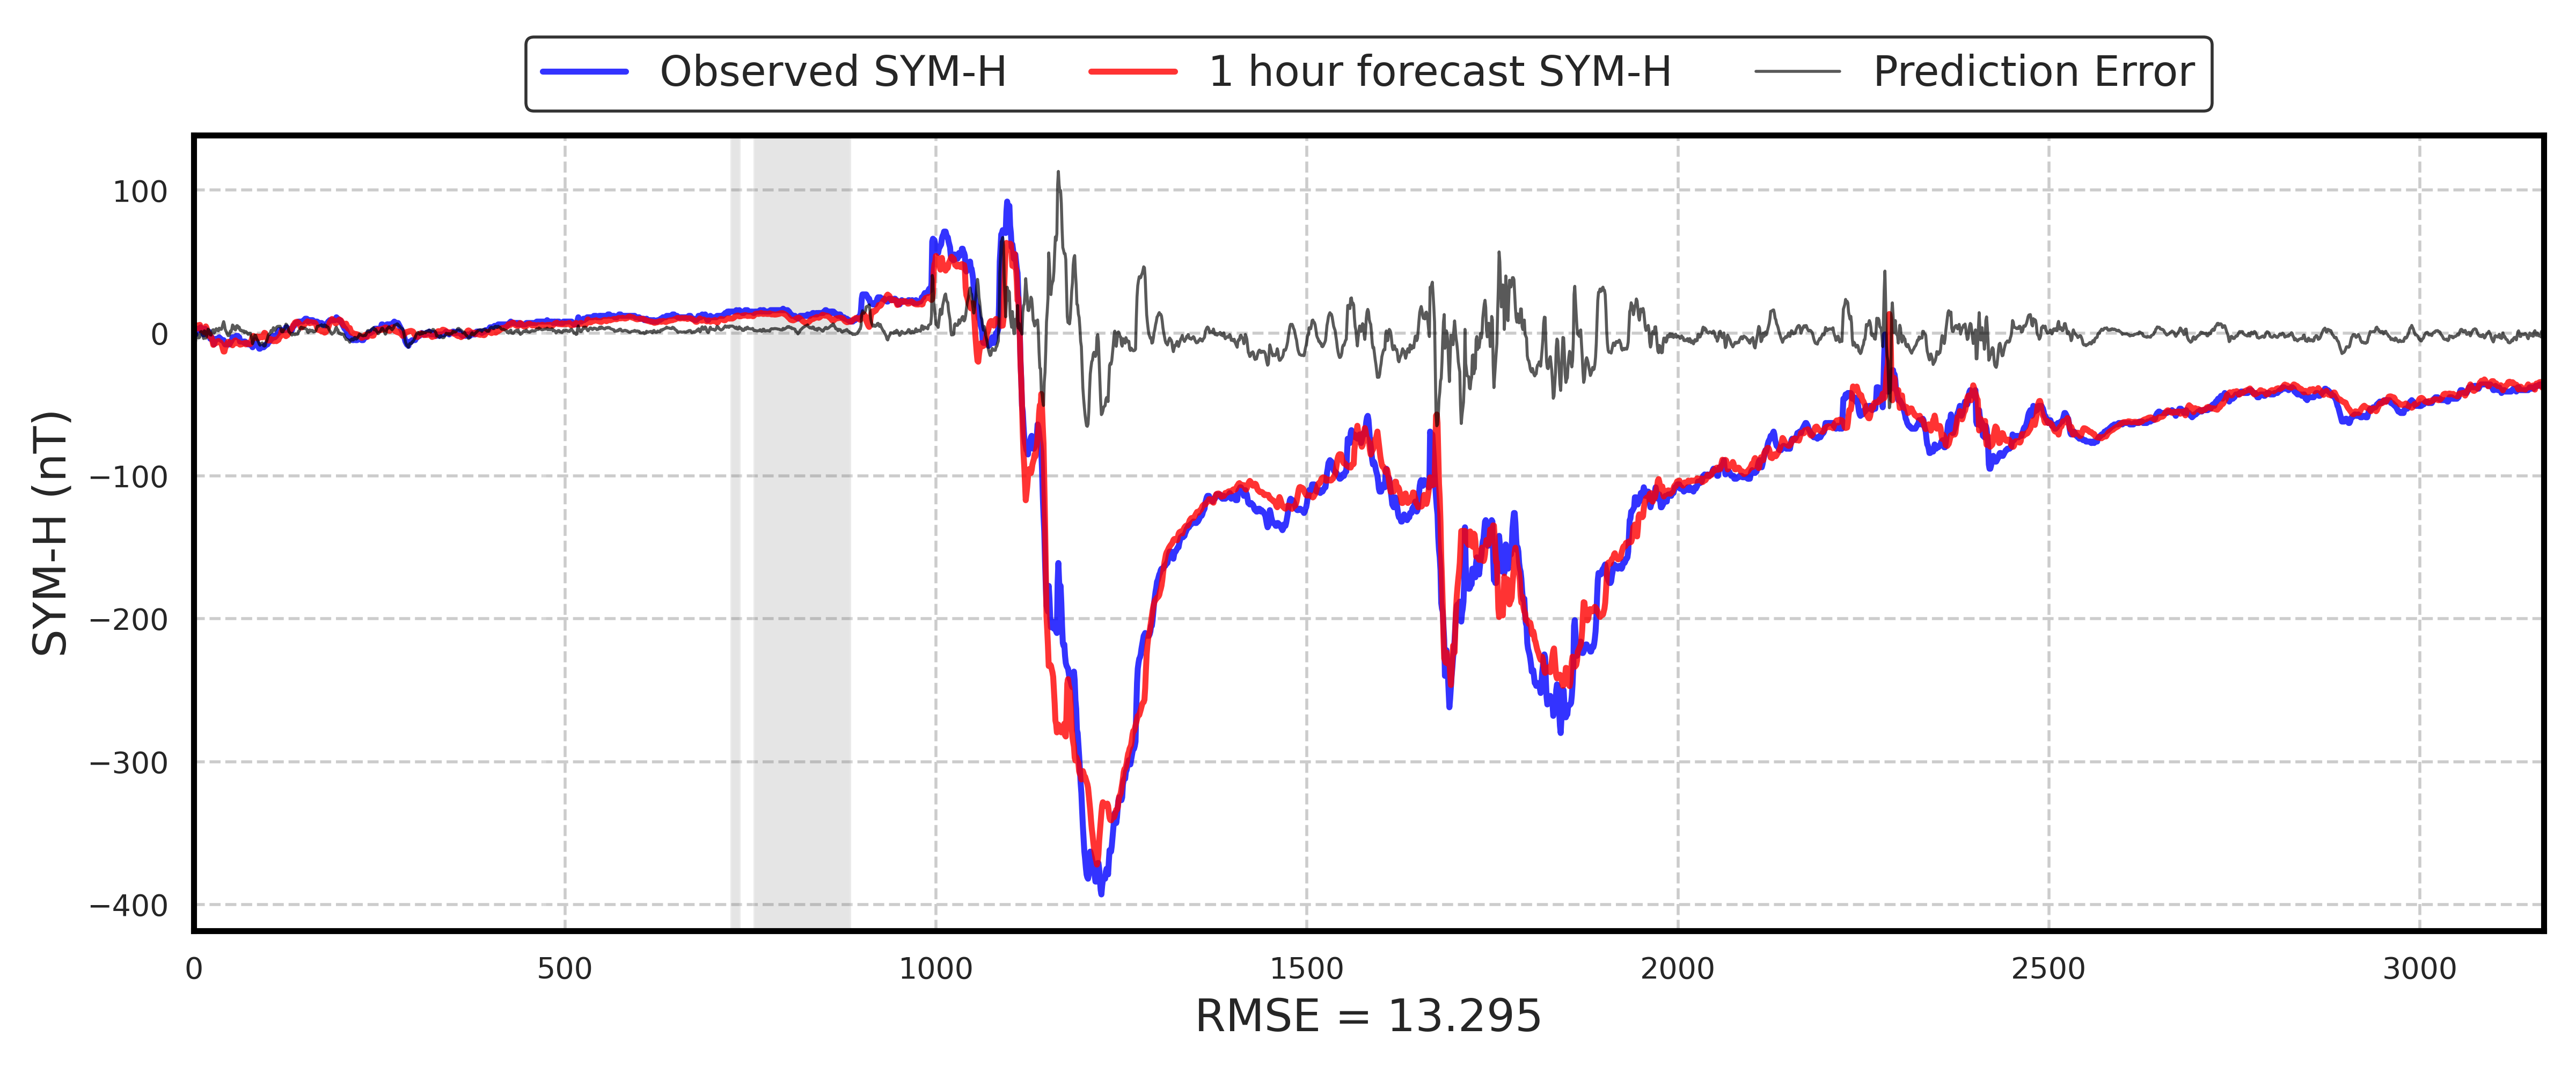 Observed SYM-H 1 hour forecast SYM-H Prediction Error
SYM-H (nT)
100
0
−100
−200
−300
−400
0 500 1000 1500 2000 2500 3000
RMSE = 13.295